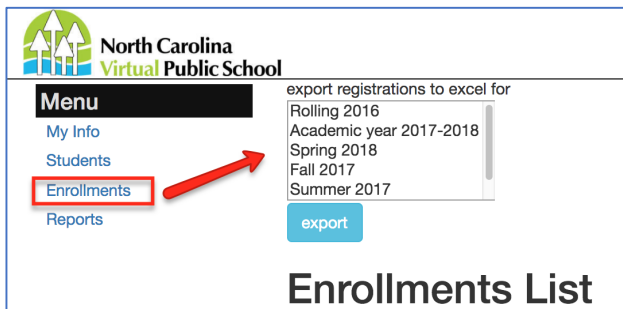 North Carolina
Virtual Public School
Menu
My Info
Students
Enrollments
Reports
export registrations to excel for
Rolling 2016
Academic year 2017-2018
Spring 2018
Fall 2017
Summer 2017
export
Enrollments List